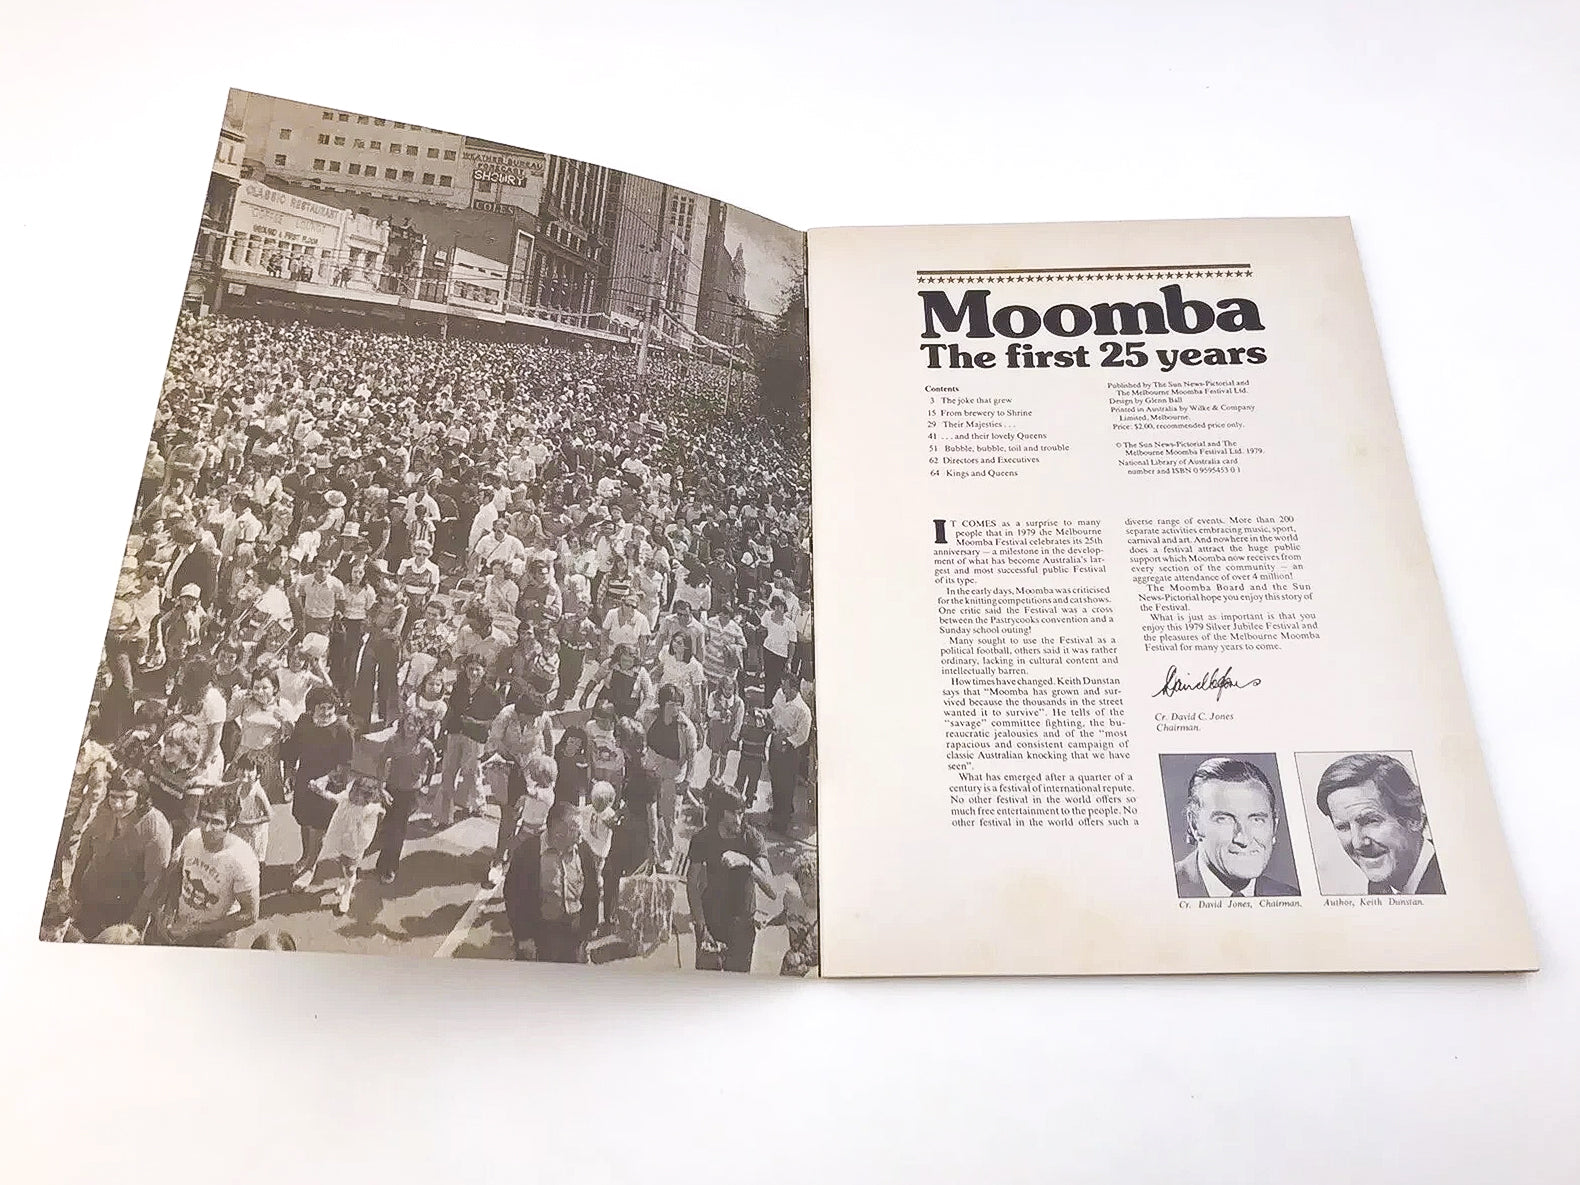 CLASSIC RESTAURANT
COFFEE LOUNGE
GROUND & FIRST FLOOR
WEATHER BUREAU
FORECAST
SHOWRY
COLES
Moomba
The first 25 years
Contents
3 The joke that grew
15 From brewery to Shrine
29 Their Majesties . . .
41 . . . and their lovely Queens
51 Bubble, bubble, toil and trouble
62 Directors and Executives
64 Kings and Queens
Published by The Sun News-Pictorial and
The Melbourne Moomba Festival Ltd.
Design by Glenn Ball
Printed in Australia by Wilke & Company
Limited, Melbourne.
Price: $2.00, recommended price only.
© The Sun News-Pictorial and The
Melbourne Moomba Festival Ltd. 1979.
National Library of Australia card
number and ISBN 0 9595453 0 1
IT COMES as a surprise to many
people that in 1979 the Melbourne
Moomba Festival celebrates its 25th
anniversary — a milestone in the develop-
ment of what has become Australia's lar-
gest and most successful public Festival
of its type.
In the early days, Moomba was criticised
for the knitting competitions and cat shows.
One critic said the Festival was a cross
between the Pastrycooks convention and a
Sunday school outing!
Many sought to use the Festival as a
political football, others said it was rather
ordinary, lacking in cultural content and
intellectually barren.
How times have changed. Keith Dunstan
says that "Moomba has grown and sur-
vived because the thousands in the street
wanted it to survive". He tells of the
"savage" committee fighting, the bu-
reaucratic jealousies and of the "most
rapacious and consistent campaign of
classic Australian knocking that we have
seen".
What has emerged after a quarter of a
century is a festival of international repute.
No other festival in the world offers so
much free entertainment to the people. No
other festival in the world offers such a
diverse range of events. More than 200
separate activities embracing music, sport,
carnival and art. And nowhere in the world
does a festival attract the huge public
support which Moomba now receives from
every section of the community — an
aggregate attendance of over 4 million!
The Moomba Board and the Sun
News-Pictorial hope you enjoy this story of
the Festival.
What is just as important is that you
enjoy this 1979 Silver Jubilee Festival and
the pleasures of the Melbourne Moomba
Festival for many years to come.
Cr. David C. Jones
Chairman.
Cr. David Jones, Chairman.
Author, Keith Dunstan.